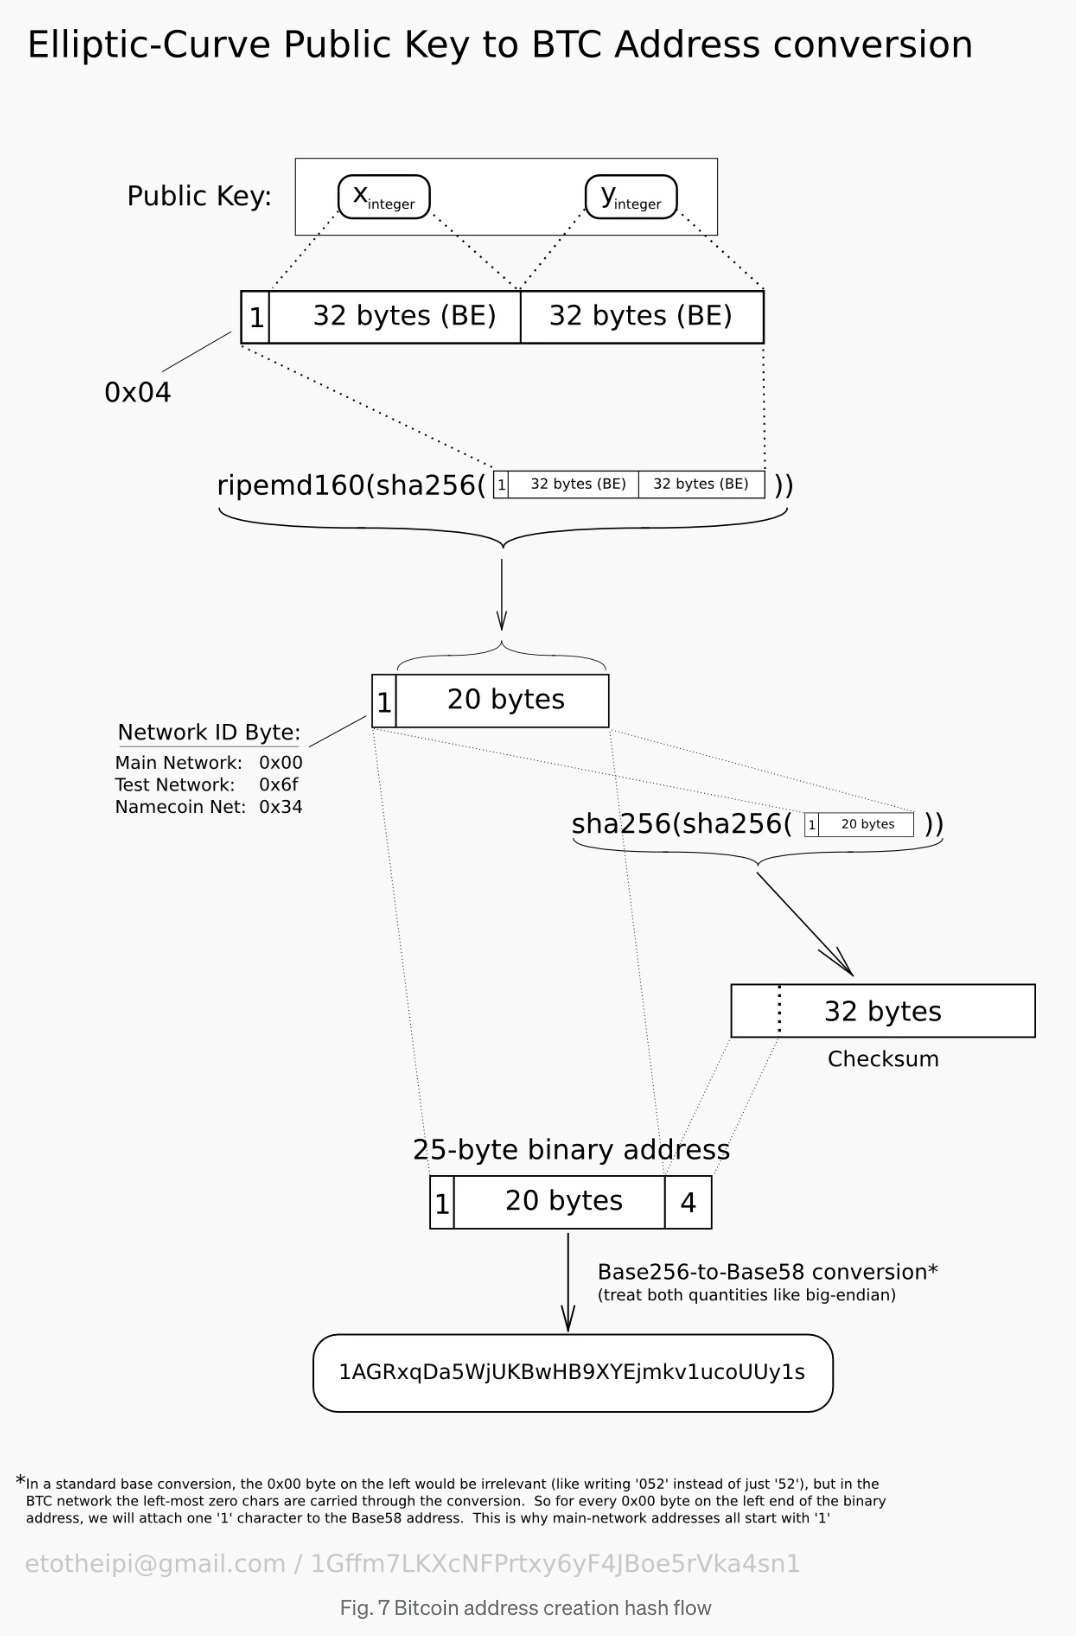 Elliptic-Curve Public Key to BTC Address conversion
Public Key:
x integer
y integer
1
32 bytes (BE)
32 bytes (BE)
0x04
ripemd160(sha256( 1 32 bytes (BE) 32 bytes (BE) ))
1
20 bytes
Network ID Byte:
Main Network: 0x00
Test Network: 0x6f
Namecoin Net: 0x34
sha256(sha256( 1 20 bytes ))
32 bytes
Checksum
25-byte binary address
1
20 bytes
4
Base256-to-Base58 conversion*
(treat both quantities like big-endian)
1AGRxqDa5WjUKBwHB9XYEjmkv1ucoUUy1s
*In a standard base conversion, the 0x00 byte on the left would be irrelevant (like writing '052' instead of just '52'), but in the
BTC network the left-most zero chars are carried through the conversion. So for every 0x00 byte on the left end of the binary
address, we will attach one '1' character to the Base58 address. This is why main-network addresses all start with '1'
etotheipi@gmail.com / 1Gffm7LKXcNFPrtxy6yF4JBoe5rVka4sn1
Fig. 7 Bitcoin address creation hash flow